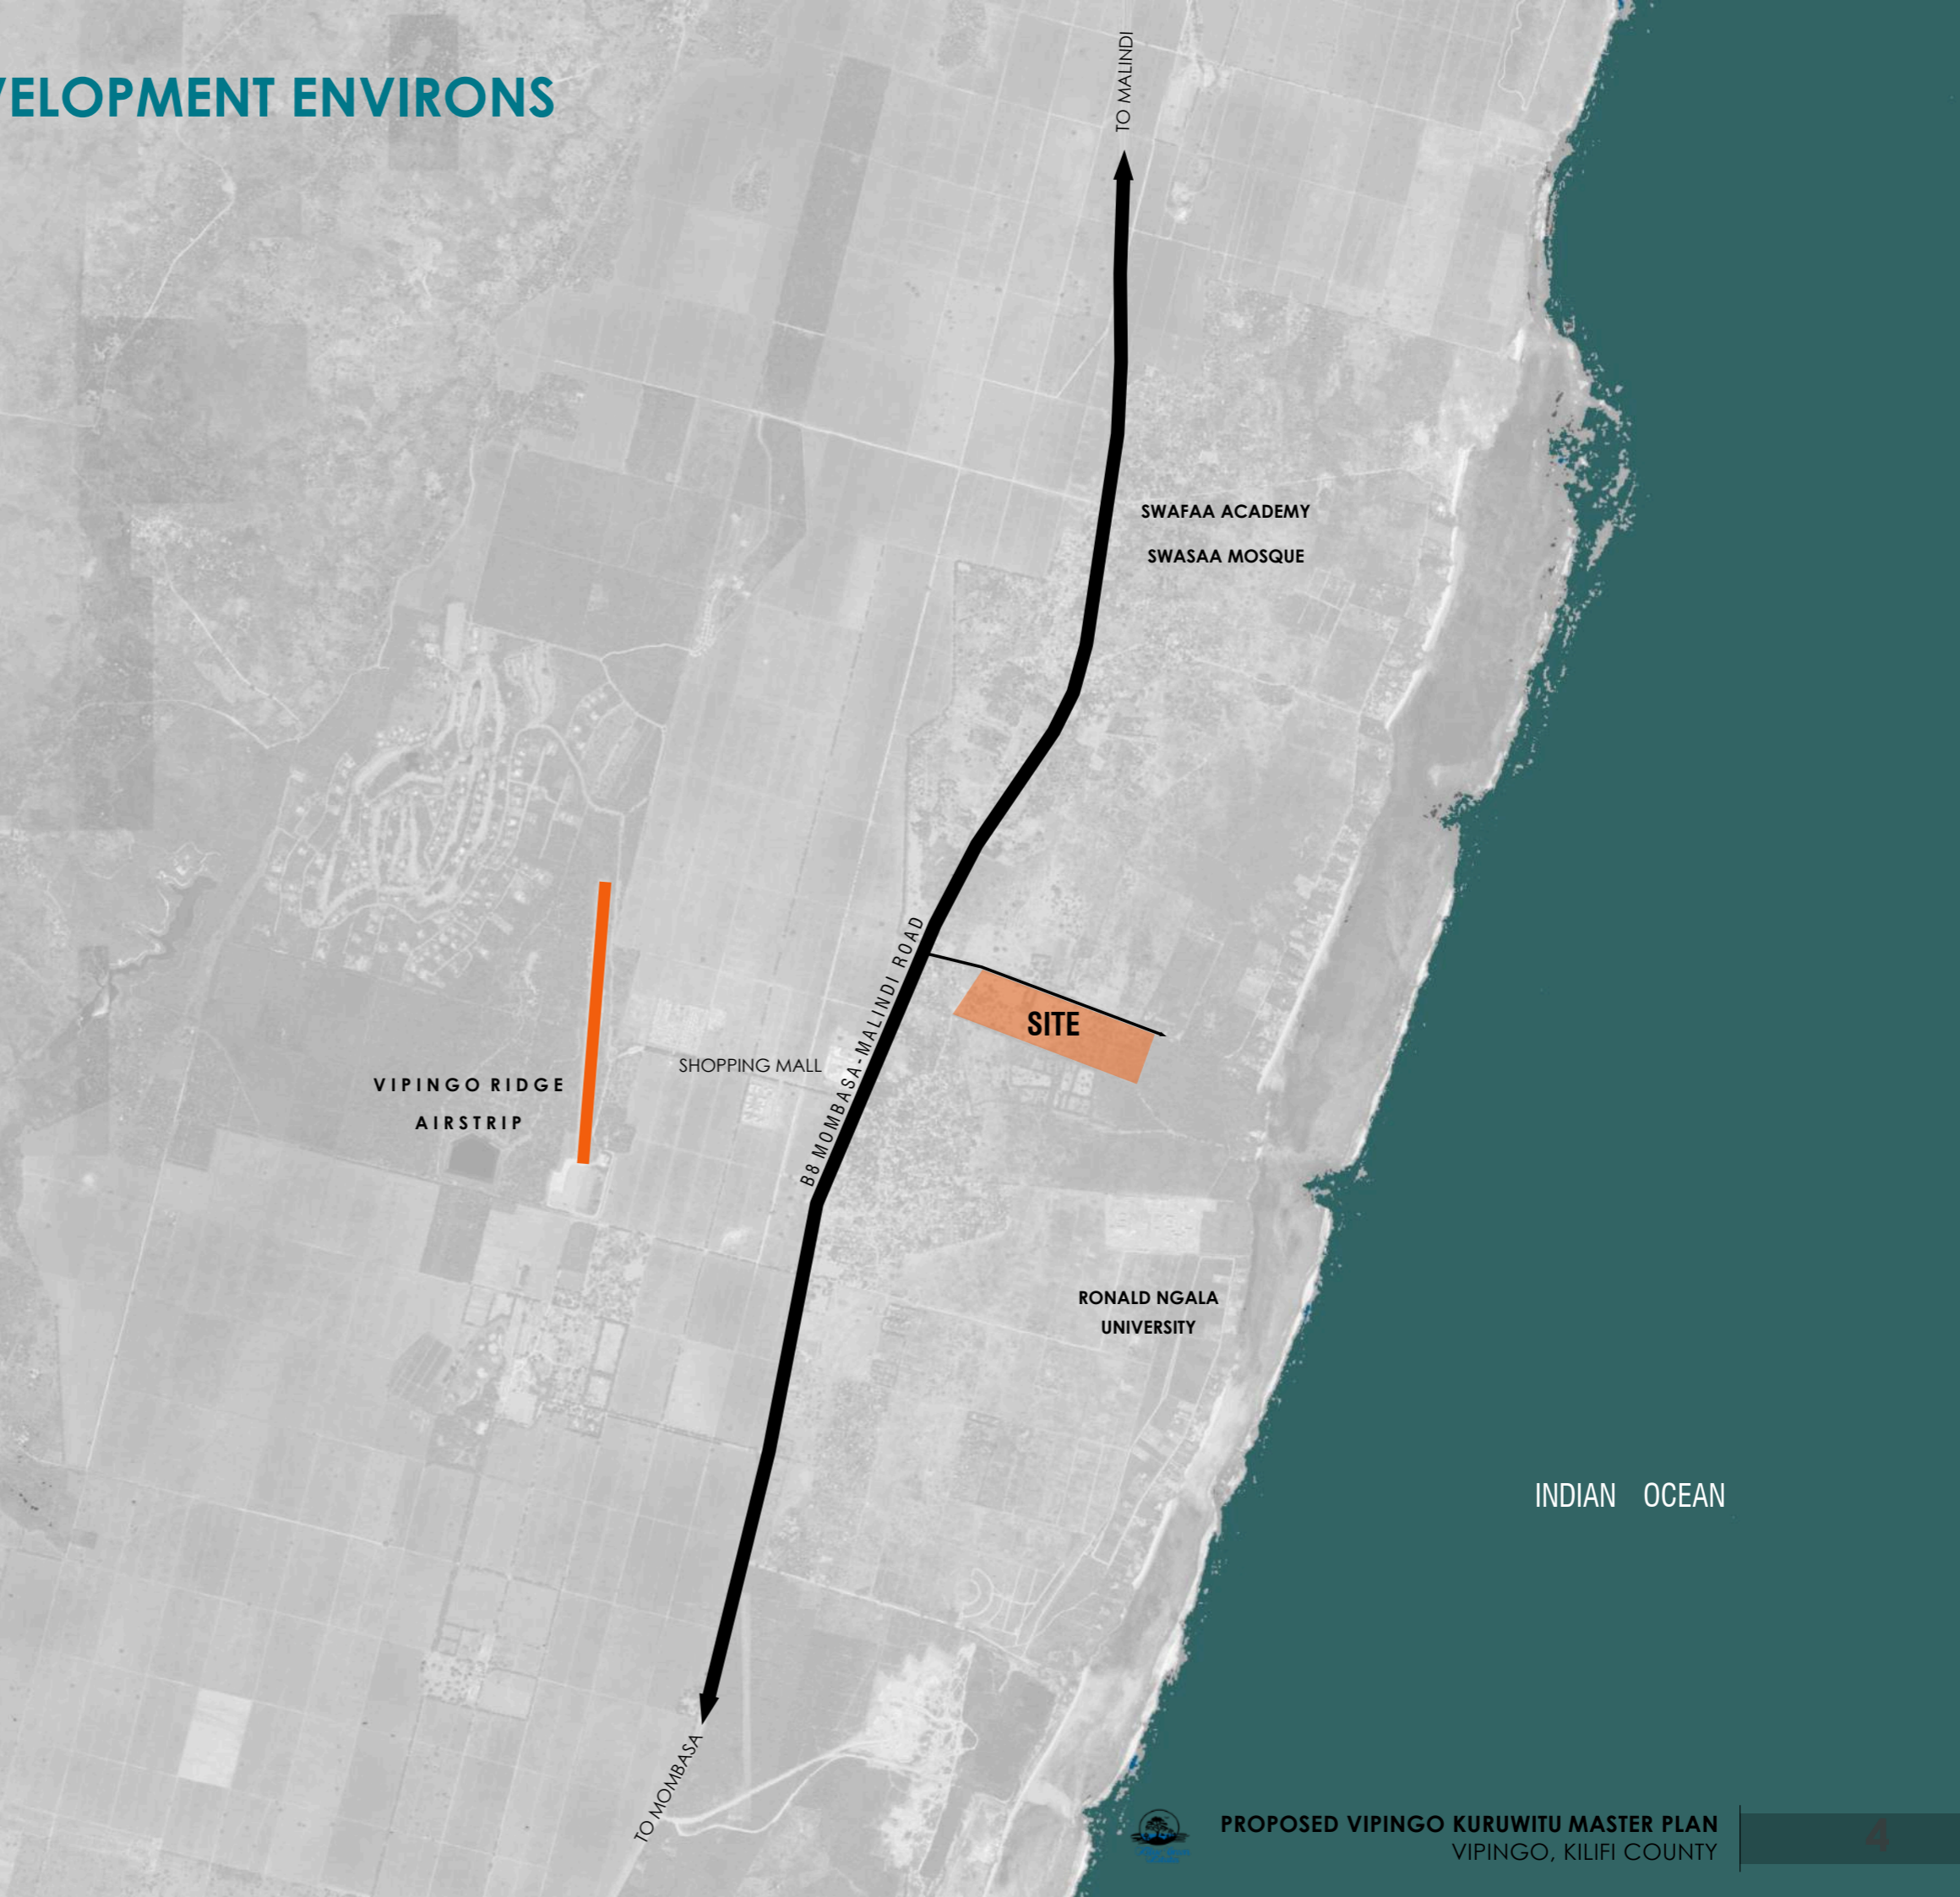 VELOPMENT ENVIRONS
TO MALINDI
SWAFAA ACADEMY
SWASAA MOSQUE
B8 MOMBASA-MALINDI ROAD
SITE
SHOPPING MALL
VIPINGO RIDGE
AIRSTRIP
RONALD NGALA
UNIVERSITY
INDIAN OCEAN
TO MOMBASA
PROPOSED VIPINGO KURUWITU MASTER PLAN
VIPINGO, KILIFI COUNTY
4